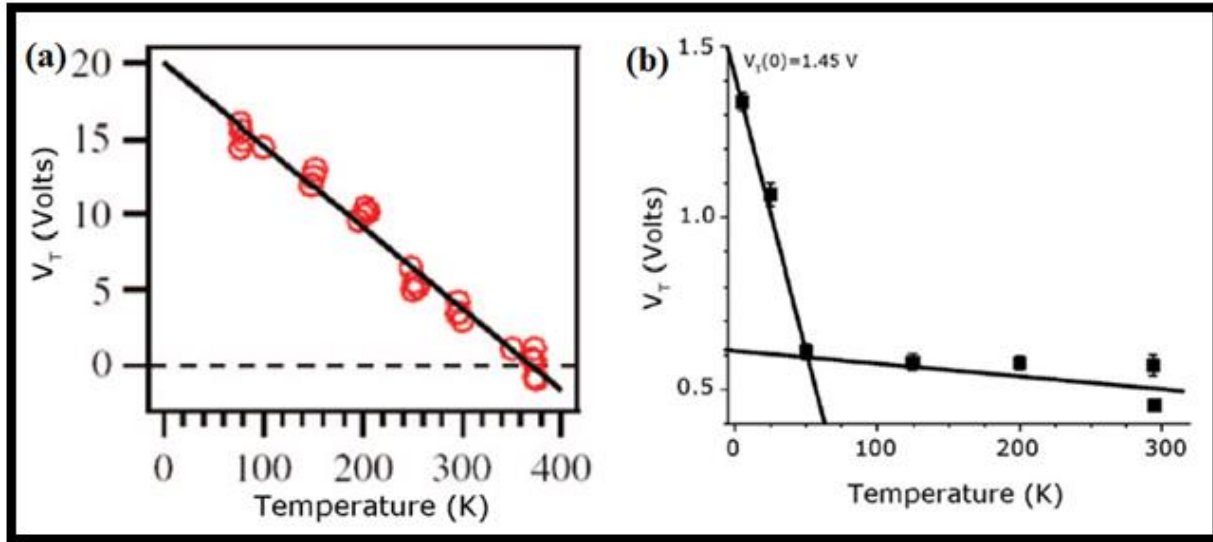 (a)
20
15
10
5
0
V_T (Volts)
0 100 200 300 400
Temperature (K)
(b)
V_T(0)=1.45 V
1.5
1.0
0.5
V_T (Volts)
0 100 200 300
Temperature (K)